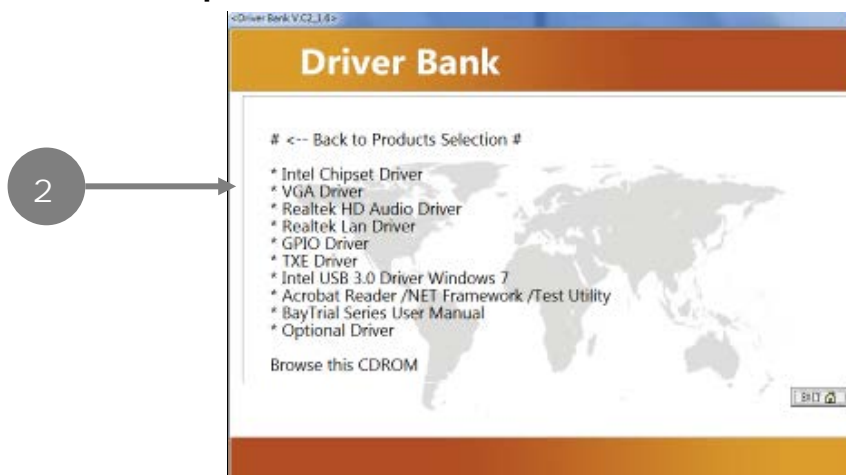 <Driver Bank V.C2_1.6>
Driver Bank
# <-- Back to Products Selection #
* Intel Chipset Driver
* VGA Driver
* Realtek HD Audio Driver
* Realtek Lan Driver
* GPIO Driver
* TXE Driver
* Intel USB 3.0 Driver Windows 7
* Acrobat Reader /NET Framework /Test Utility
* BayTrial Series User Manual
* Optional Driver
Browse this CDROM
2
EXIT